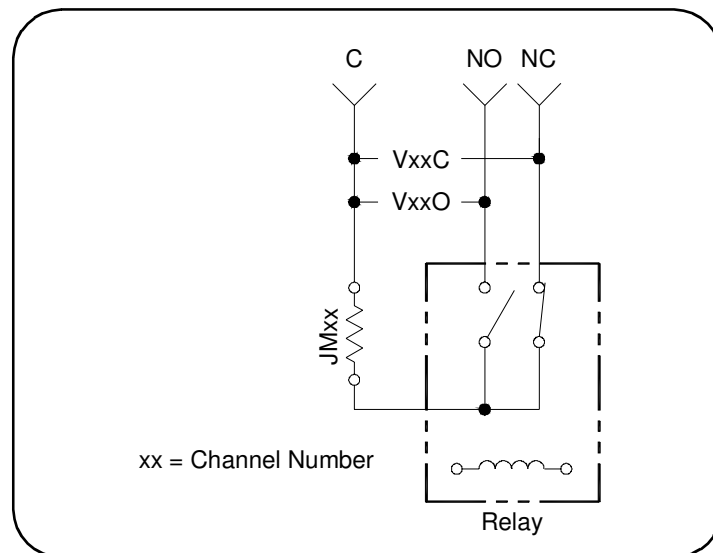 C NO NC
VxxC
VxxO
JMxx
xx = Channel Number
Relay